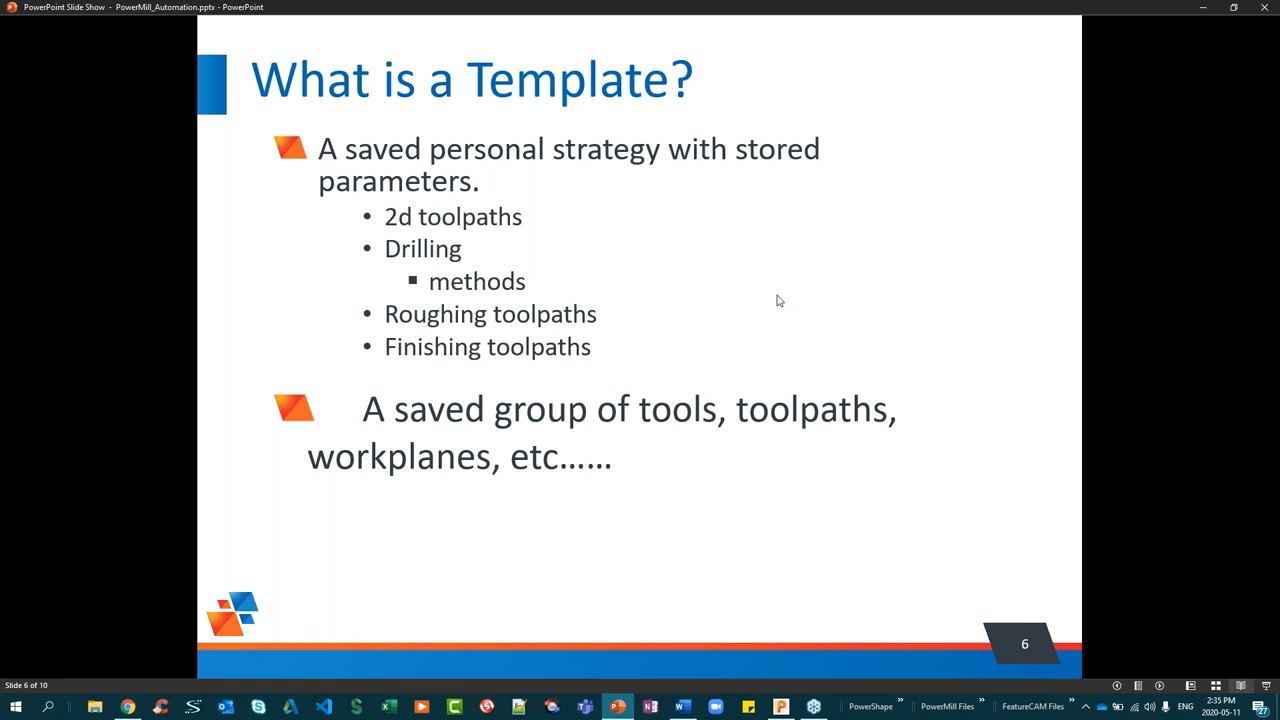 PowerPoint Slide Show - PowerMill_Automation.pptx - PowerPoint
What is a Template?
A saved personal strategy with stored
parameters.
• 2d toolpaths
• Drilling
▪ methods
• Roughing toolpaths
• Finishing toolpaths
A saved group of tools, toolpaths,
workplanes, etc……
6
Slide 6 of 10
PowerShape
PowerMill Files
FeatureCAM Files
ENG
2:35 PM
2020-05-11
27